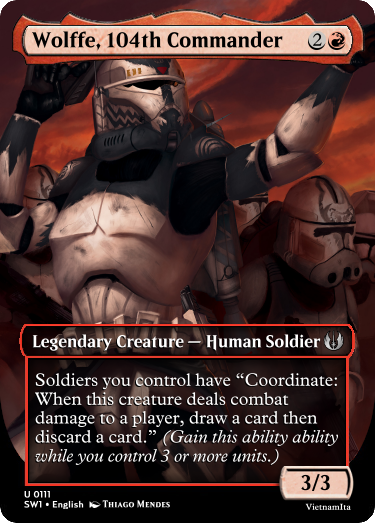 Wolffe, 104th Commander 2
Legendary Creature — Human Soldier
Soldiers you control have “Coordinate:
When this creature deals combat
damage to a player, draw a card then
discard a card.” (Gain this ability ability
while you control 3 or more units.)
3/3
U 0111
SW1 • English Thiago Mendes
VietnamIta